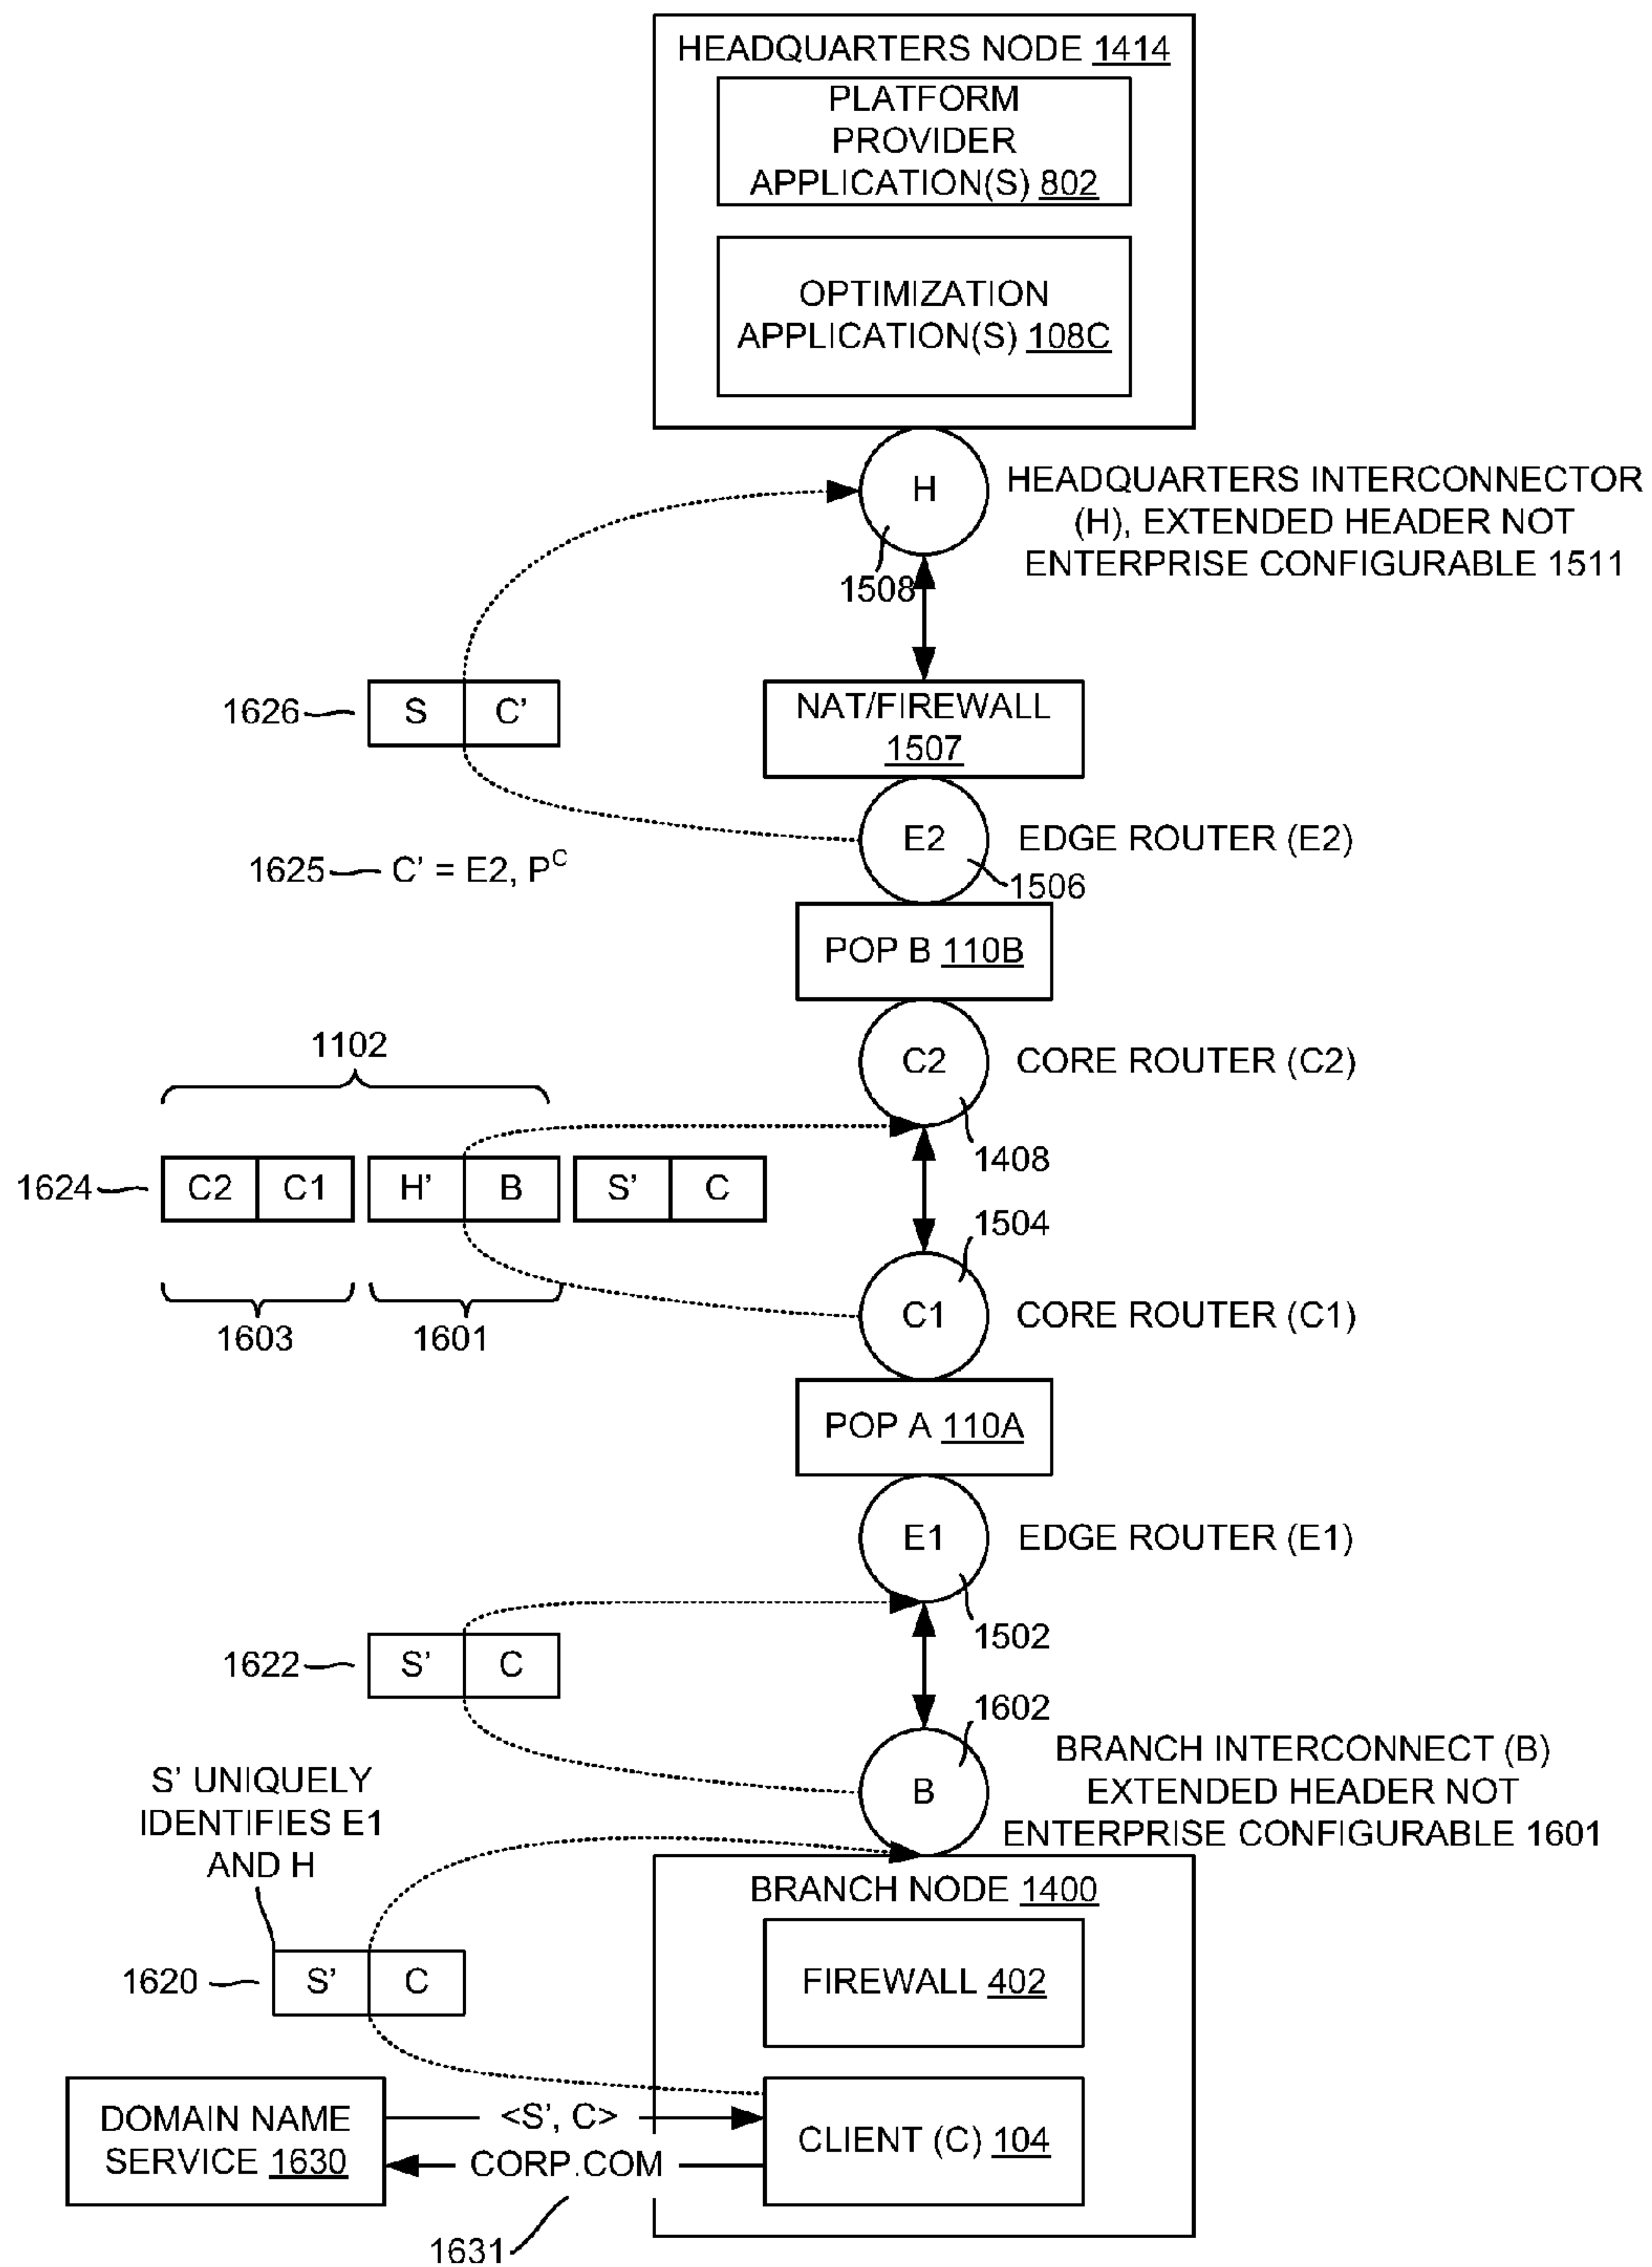 HEADQUARTERS NODE 1414
PLATFORM
PROVIDER
APPLICATION(S) 802
OPTIMIZATION
APPLICATION(S) 108C
H
HEADQUARTERS INTERCONNECTOR
(H), EXTENDED HEADER NOT
ENTERPRISE CONFIGURABLE 1511
1508
1626
S C’
NAT/FIREWALL
1507
E2
EDGE ROUTER (E2)
1625 C’ = E2, P^C
1506
POP B 110B
1102
C2
CORE ROUTER (C2)
1408
1624
C2 C1 H’ B S’ C
1504
1603 1601
C1
CORE ROUTER (C1)
POP A 110A
E1
EDGE ROUTER (E1)
1502
1622
S’ C
1602
B
BRANCH INTERCONNECT (B)
EXTENDED HEADER NOT
ENTERPRISE CONFIGURABLE 1601
S’ UNIQUELY
IDENTIFIES E1
AND H
BRANCH NODE 1400
1620
S’ C
FIREWALL 402
DOMAIN NAME
SERVICE 1630
<S’, C>
CORP.COM
CLIENT (C) 104
1631